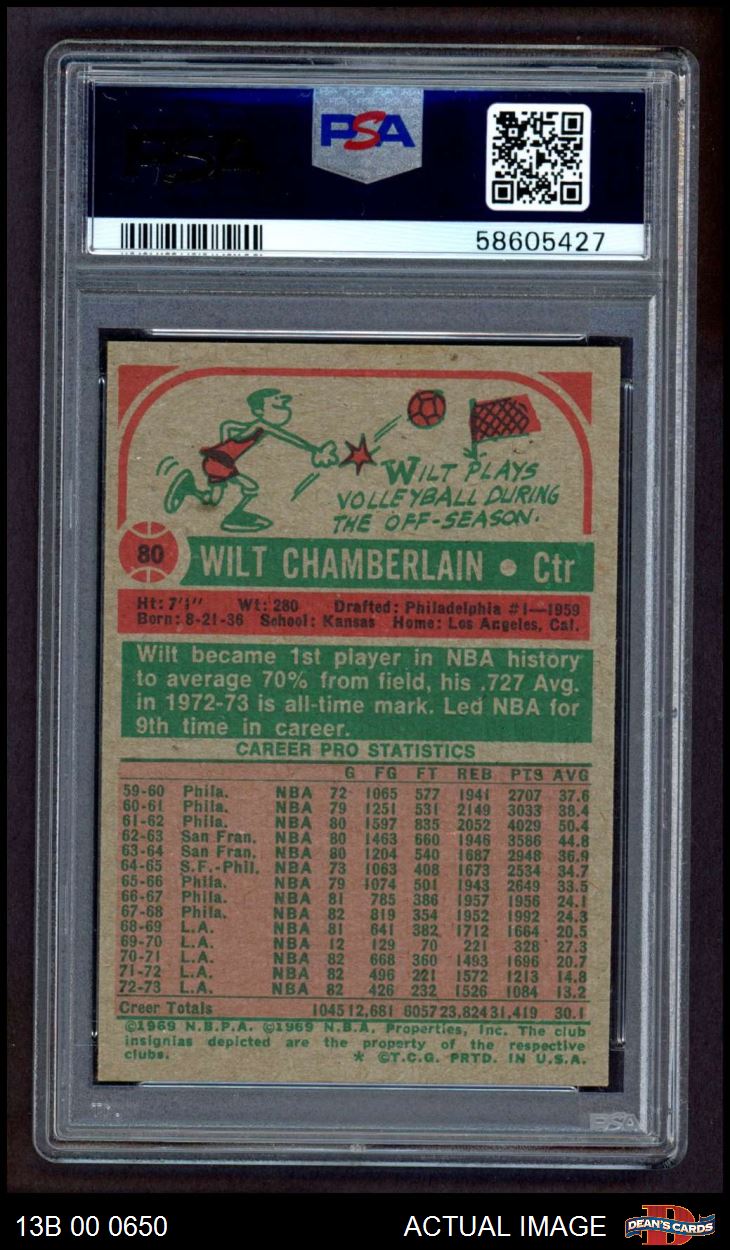 PSA
58605427
WILT PLAYS
VOLLEYBALL DURING
THE OFF-SEASON.
80 WILT CHAMBERLAIN • Ctr
Ht: 7'1" Wt: 280 Drafted: Philadelphia #1—1959
Born: 8-21-36 School: Kansas Home: Los Angeles, Cal.
Wilt became 1st player in NBA history
to average 70% from field, his .727 Avg.
in 1972-73 is all-time mark. Led NBA for
9th time in career.
CAREER PRO STATISTICS
G FG FT REB PTS AVG
59-60 Phila. NBA 72 1065 577 1941 2707 37.6
60-61 Phila. NBA 79 1251 531 2149 3033 38.4
61-62 Phila. NBA 80 1597 835 2052 4029 50.4
62-63 San Fran. NBA 80 1463 660 1946 3586 44.8
63-64 San Fran. NBA 80 1204 540 1687 2948 36.9
64-65 S.F.-Phil. NBA 73 1063 408 1673 2534 34.7
65-66 Phila. NBA 79 1074 501 1943 2649 33.5
66-67 Phila. NBA 81 785 386 1957 1956 24.1
67-68 Phila. NBA 82 819 354 1952 1992 24.3
68-69 L.A. NBA 81 641 382 1712 1664 20.5
69-70 L.A. NBA 12 129 70 221 328 27.3
70-71 L.A. NBA 82 668 360 1493 1696 20.7
71-72 L.A. NBA 82 496 221 1572 1213 14.8
72-73 L.A. NBA 82 426 232 1526 1084 13.2
Creer Totals 1045 12,681 6057 23,824 31,419 30.1
©1969 N.B.P.A. ©1969 N.B.A. Properties, Inc. The club
insignias depicted are the property of the respective
clubs. * ©T.C.G. PRTD. IN U.S.A.
PSA
13B 00 0650 ACTUAL IMAGE DEAN'S CARDS